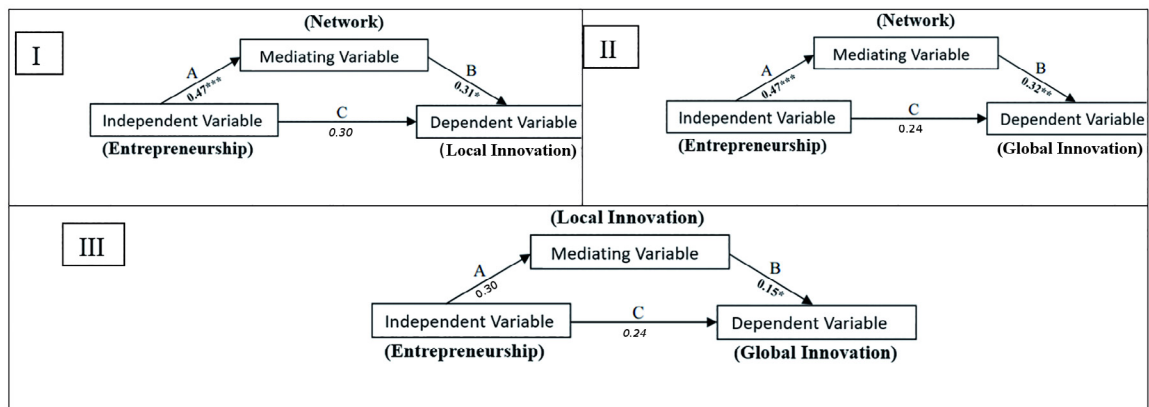 I
(Network)
Mediating Variable
A
0.47***
B
0.31*
Independent Variable
C
0.30
Dependent Variable
(Entrepreneurship)
(Local Innovation)
II
(Network)
Mediating Variable
A
0.47***
B
0.32**
Independent Variable
C
0.24
Dependent Variable
(Entrepreneurship)
(Global Innovation)
III
(Local Innovation)
Mediating Variable
A
0.30
B
0.15*
Independent Variable
C
0.24
Dependent Variable
(Entrepreneurship)
(Global Innovation)